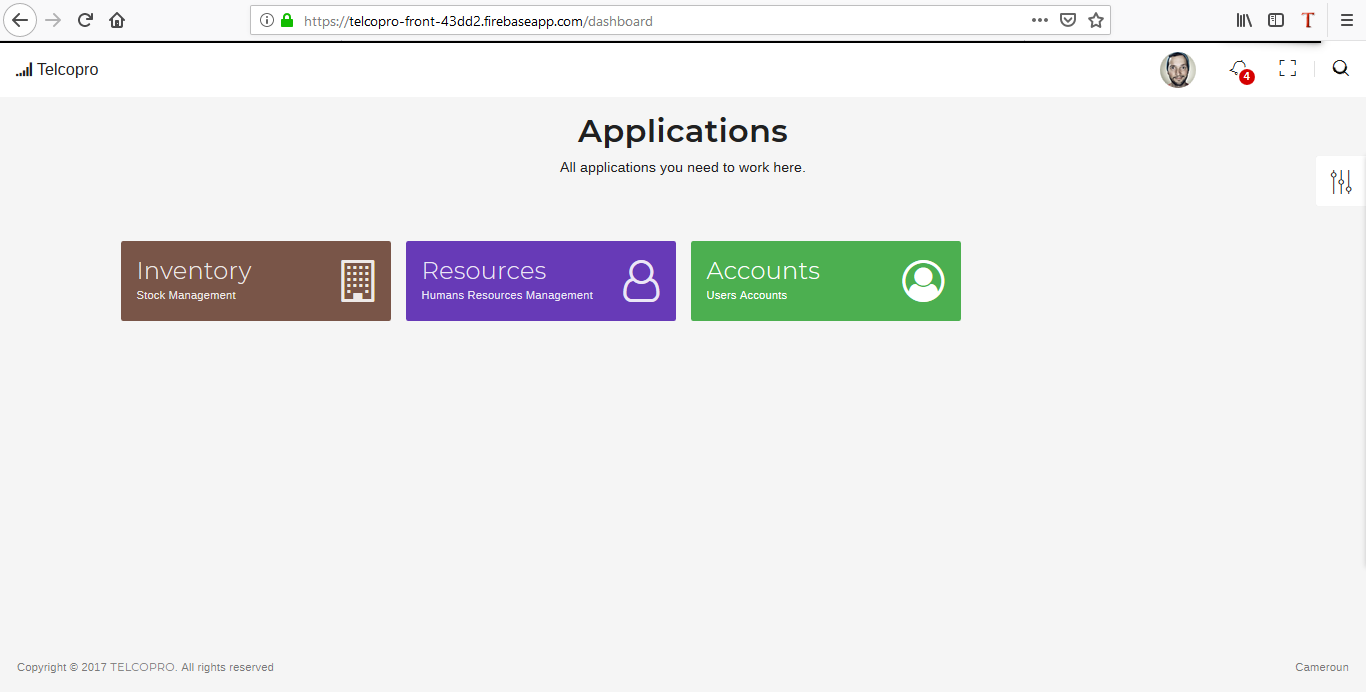 https://telcopro-front-43dd2.firebaseapp.com/dashboard
T
Telcopro
4
Applications
All applications you need to work here.
Inventory
Stock Management
Resources
Humans Resources Management
Accounts
Users Accounts
Copyright © 2017 TELCOPRO. All rights reserved
Cameroun